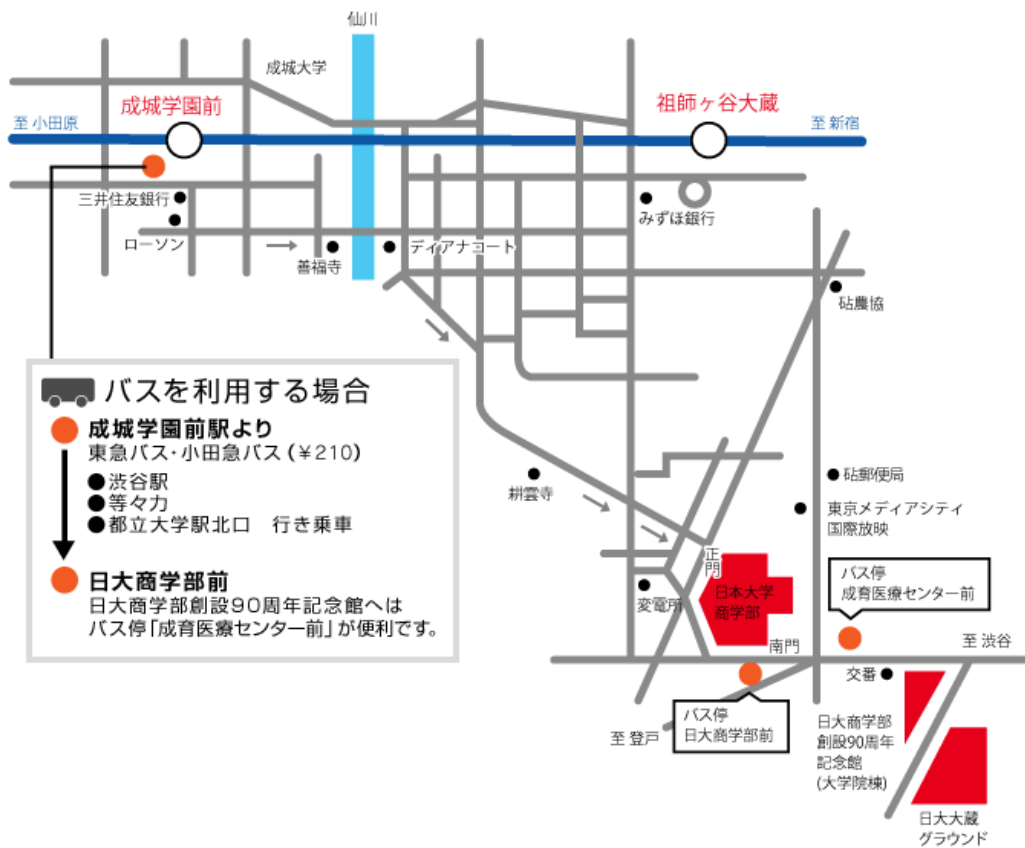 仙川
成城大学
成城学園前
祖師ヶ谷大蔵
至 小田原
至 新宿
三井住友銀行
ローソン
善福寺
デイアナコート
みずほ銀行
砧農協
バスを利用する場合
成城学園前駅より
東急バス・小田急バス（￥210）
●渋谷駅
●等々力
●都立大学駅北口　行き乗車
日大商学部前
日大商学部創設90周年記念館へは
バス停「成育医療センター前」が便利です。
耕雲寺
砧郵便局
東京メディアシティ
国際放映
正門
日本大学
商学部
変電所
南門
バス停
成育医療センター前
至 渋谷
交番
バス停
日大商学部前
至 登戸
日大商学部
創設90周年
記念館
(大学院棟)
日大大蔵
グラウンド